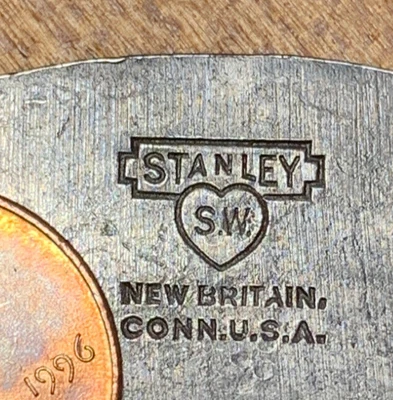 STANLEY
S.W.
NEW BRITAIN,
CONN.U.S.A.
1996